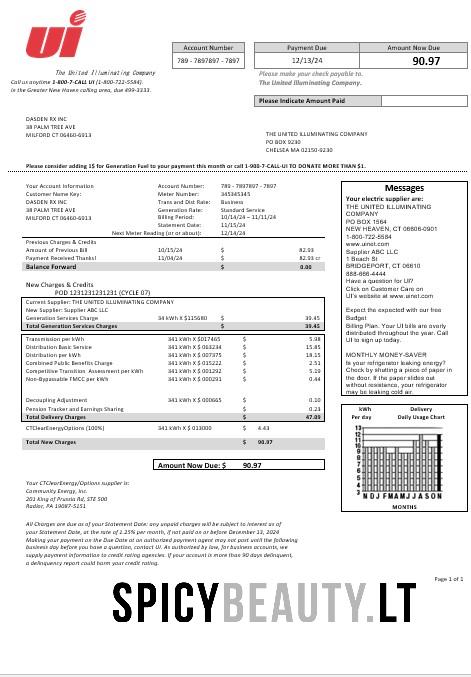 ui
The United Illuminating Company
Call us anytime 1-800-7-CALL UI (1-800-722-5584).
in the Greater New Haven calling area, due 499-3333.
Account Number
789 - 7897897 - 7897
Payment Due
Amount Now Due
12/13/24
90.97
Please make your check payable to.
The United Illuminating Company.
Please Indicate Amount Paid
DASDEN RX INC
38 PALM TREE AVE
MILFORD CT 06460-6913
THE UNITED ILLUMINATING COMPANY
PO BOX 9230
CHELSEA MA 02150-9230
Please consider adding 1$ for Generation Fuel to your payment this month or call 1-900-7-CALL-UI TO DONATE MORE THAN $1.
Your Account Information
Customer Name Key:
DASDEN RX INC
38 PALM TREE AVE
MILFORD CT 06460-6913
Account Number: 789 - 7897897 - 7897
Meter Number: 345345345
Trans and Dist Rate: Business
Generation Rate: Standard Service
Billing Period: 10/14/24 – 11/11/24
Statement Date: 11/15/24
Next Meter Reading (or or about): 12/14/24
Previous Charges & Credits
Amount of Previous Bill 10/15/24 $ 82.93
Payment Received Thanks! 11/04/24 $ 82.93 cr
Balance Forward $ 0.00
New Charges & Credits
POD 1231231231231 (CYCLE 07)
Current Supplier: THE UNITED ILLUMINATING COMPANY
New Supplier: Supplier ABC LLC
Generation Services Charge 34 kWh X $115680 $ 39.45
Total Generation Services Charges $ 39.45
Transmission per kWh 341 kWh X $017465 $ 5.98
Distribution Basic Service 341 kWh X $ 063234 $ 15.85
Distribution per kWh 341 kWh X $ 007375 $ 18.15
Combined Public Benefits Charge 341 kWh X $ 035222 $ 2.51
Competitive Transition Assessment per kWh 341 kWh X $ 001292 $ 5.19
Non-Bypassable FMCC per kWh 341 kWh X $ 000291 $ 0.44
Decoupling Adjustment 341 kWh X $ 000665 $ 0.10
Pension Tracker and Earnings Sharing $ 0.23
Total Delivery Charges $ 47.09
CTClearEnergyOptions (100%) 341 kWh X $ 013000 $ 4.43
Total New Charges $ 90.97
Amount Now Due: $ 90.97
Your CTClearEnergy/Options supplier is:
Community Energy, Inc.
201 King of Prussia Rd, STE 500
Radior, PA 19087-5151
All Charges are due as of your Statement Date: any unpaid charges will be subject to interest as of
your Statement Date, at the rate of 1.25% per month, if not paid on or before December 13, 2024
Making your payment on the Due Date at an authorized payment agent may not post until the following
business day before you have a question, contact UI. As authorized by law, for business accounts, we
supply payment information to credit rating agencies. If your account is more than 90 days delinquent,
a delinquency report could harm your credit rating.
Messages
Your electric supplier are:
THE UNITED ILLUMINATING
COMPANY
PO BOX 1564
NEW HEAVEN, CT 06606-0901
1-800-722-5584
www.uinet.com
Supplier ABC LLC
1 Beach St
BRIDGEPORT, CT 06610
888-666-4444
Have a question for UI?
Click on Customer Care on
UI's website at www.uinet.com
Expect the expected with our free
Budget
Billing Plan. Your UI bills are overly
distributed throughout the year. Call
UI to sign up today.
MONTHLY MONEY-SAVER
Is your refrigerator leaking energy?
Check by shutting a piece of paper in
the door. If the paper slides out
without resistance, your refrigerator
may be leaking cold air.
kWh Delivery
Per day Daily Usage Chart
13
12
11
10
9
8
7
6
5
4
3
N D J F M A M J J A S O N
MONTHS
Page 1 of 1
SPICYBEAUTY.LT